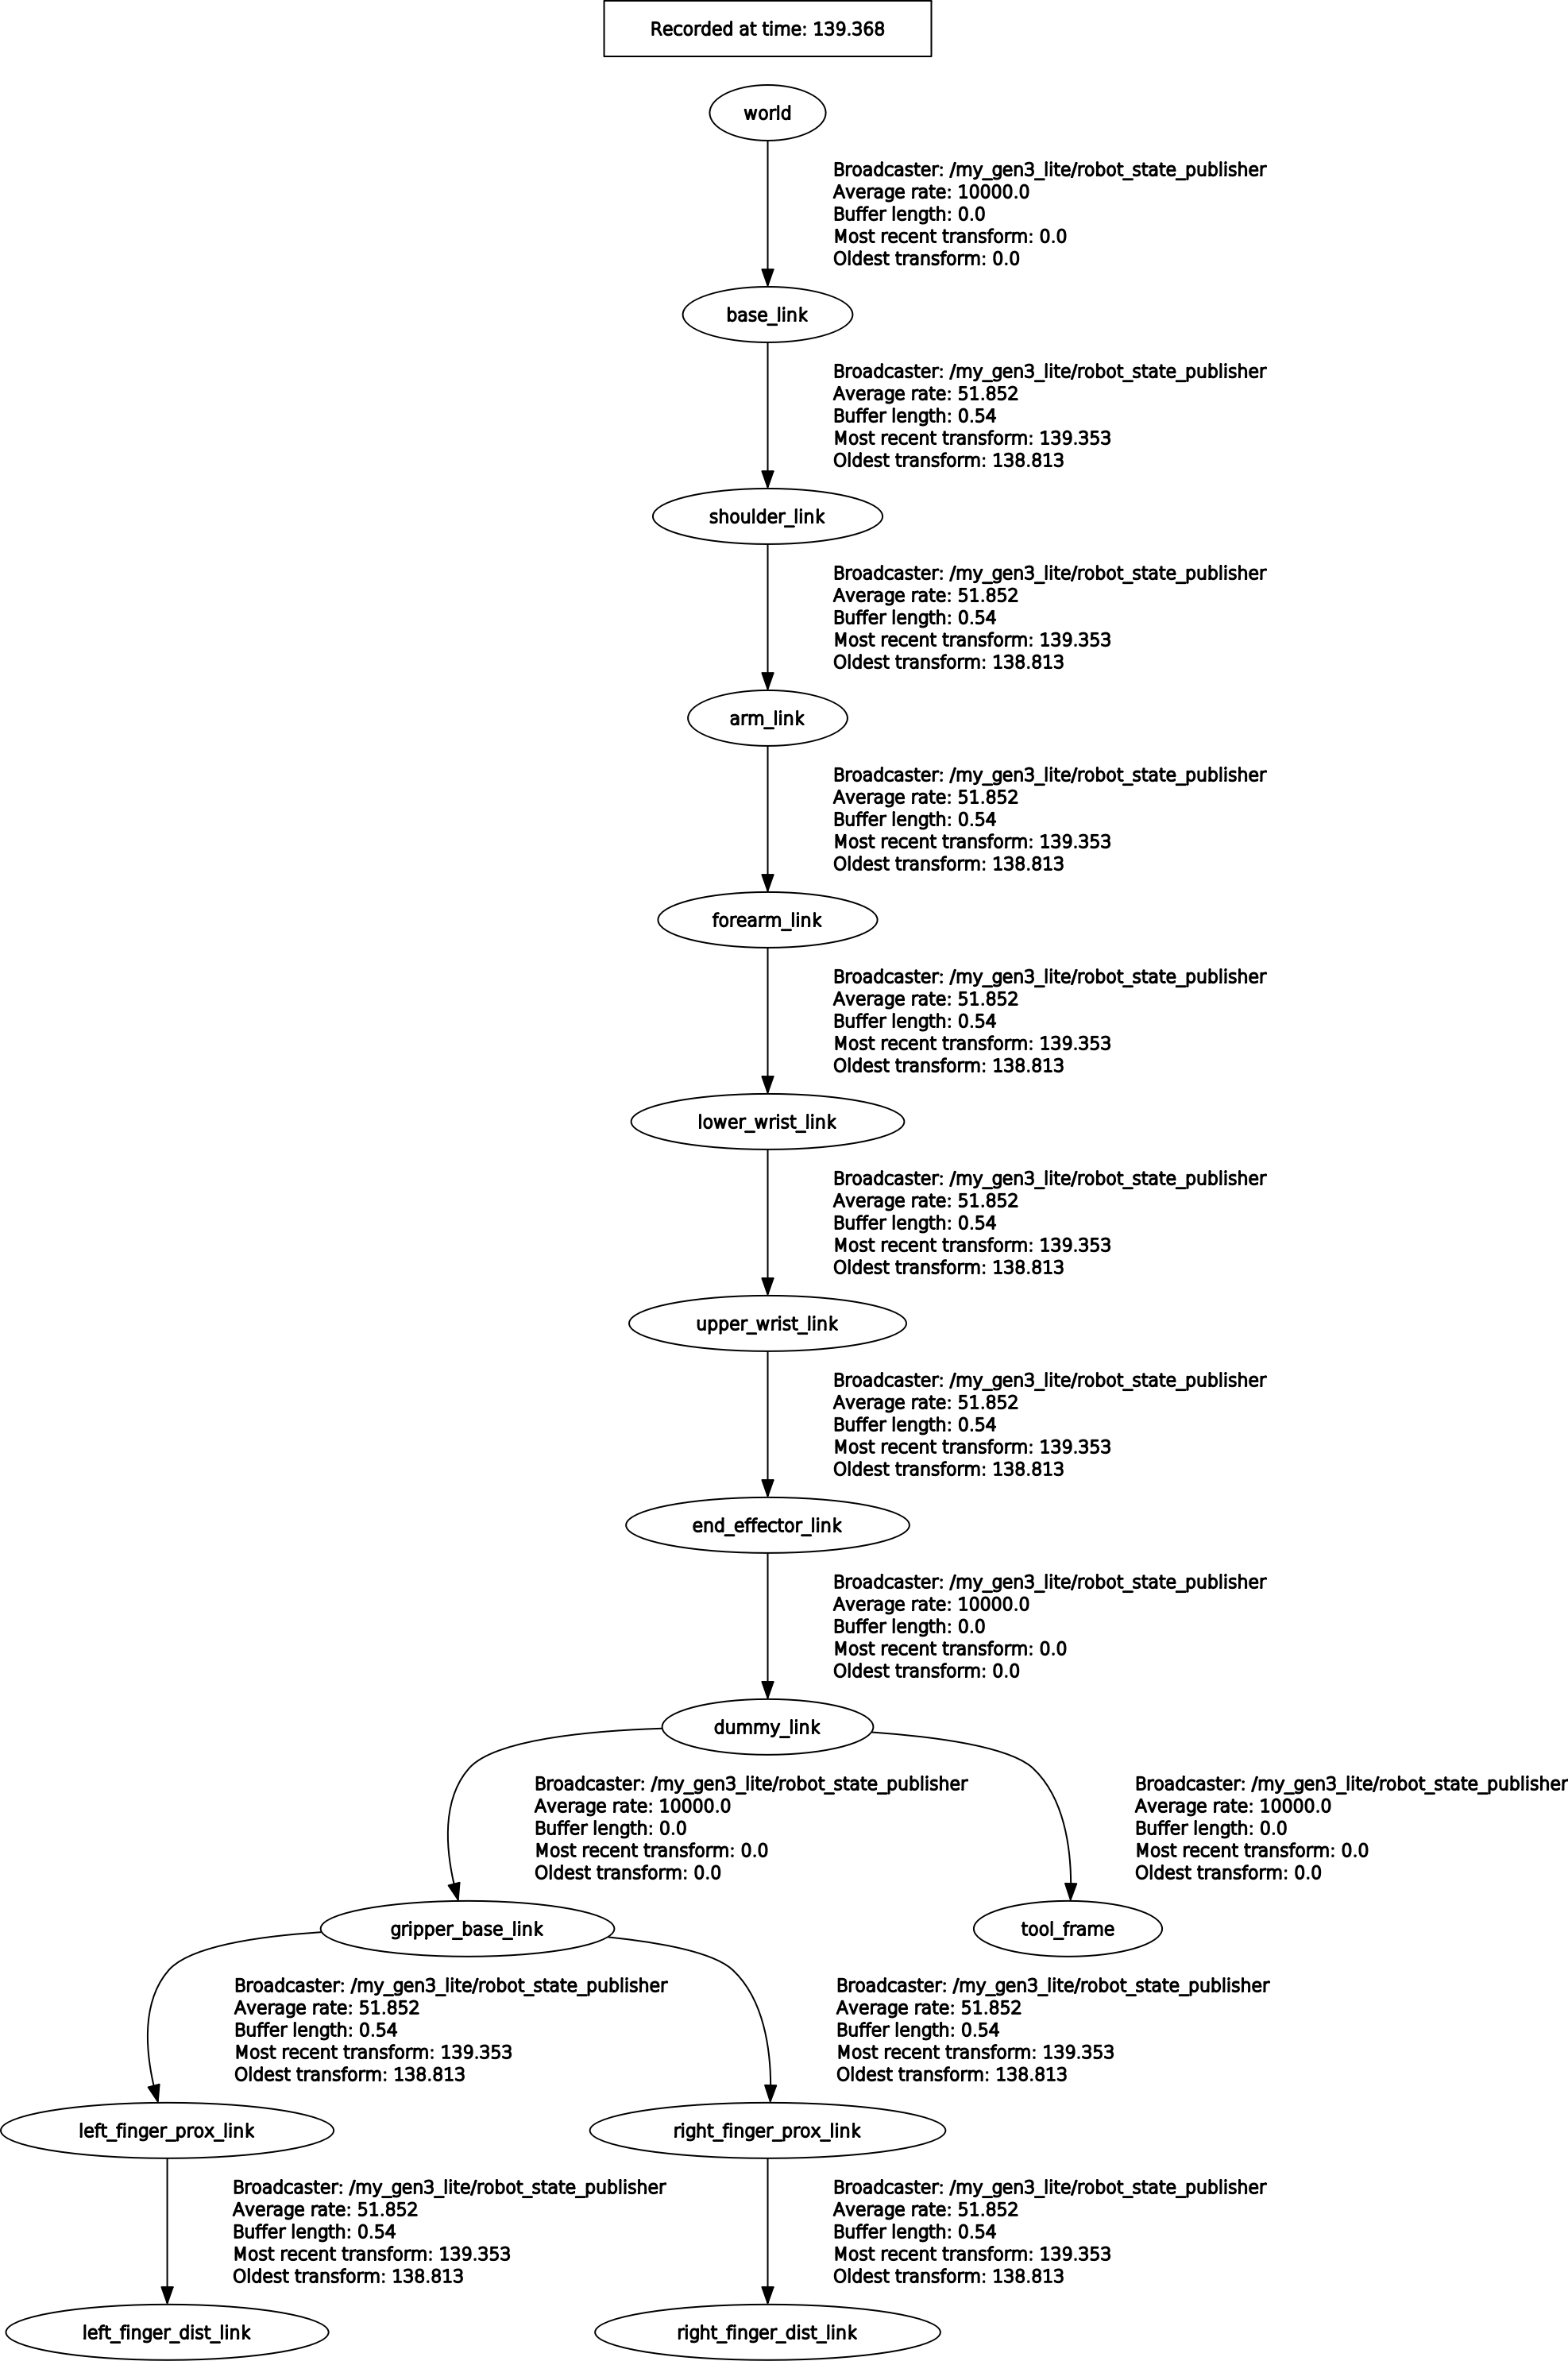 Recorded at time: 139.368
world
Broadcaster: /my_gen3_lite/robot_state_publisher
Average rate: 10000.0
Buffer length: 0.0
Most recent transform: 0.0
Oldest transform: 0.0
base_link
Broadcaster: /my_gen3_lite/robot_state_publisher
Average rate: 51.852
Buffer length: 0.54
Most recent transform: 139.353
Oldest transform: 138.813
shoulder_link
Broadcaster: /my_gen3_lite/robot_state_publisher
Average rate: 51.852
Buffer length: 0.54
Most recent transform: 139.353
Oldest transform: 138.813
arm_link
Broadcaster: /my_gen3_lite/robot_state_publisher
Average rate: 51.852
Buffer length: 0.54
Most recent transform: 139.353
Oldest transform: 138.813
forearm_link
Broadcaster: /my_gen3_lite/robot_state_publisher
Average rate: 51.852
Buffer length: 0.54
Most recent transform: 139.353
Oldest transform: 138.813
lower_wrist_link
Broadcaster: /my_gen3_lite/robot_state_publisher
Average rate: 51.852
Buffer length: 0.54
Most recent transform: 139.353
Oldest transform: 138.813
upper_wrist_link
Broadcaster: /my_gen3_lite/robot_state_publisher
Average rate: 51.852
Buffer length: 0.54
Most recent transform: 139.353
Oldest transform: 138.813
end_effector_link
Broadcaster: /my_gen3_lite/robot_state_publisher
Average rate: 10000.0
Buffer length: 0.0
Most recent transform: 0.0
Oldest transform: 0.0
dummy_link
Broadcaster: /my_gen3_lite/robot_state_publisher
Average rate: 10000.0
Buffer length: 0.0
Most recent transform: 0.0
Oldest transform: 0.0
Broadcaster: /my_gen3_lite/robot_state_publisher
Average rate: 10000.0
Buffer length: 0.0
Most recent transform: 0.0
Oldest transform: 0.0
gripper_base_link
tool_frame
Broadcaster: /my_gen3_lite/robot_state_publisher
Average rate: 51.852
Buffer length: 0.54
Most recent transform: 139.353
Oldest transform: 138.813
Broadcaster: /my_gen3_lite/robot_state_publisher
Average rate: 51.852
Buffer length: 0.54
Most recent transform: 139.353
Oldest transform: 138.813
left_finger_prox_link
right_finger_prox_link
Broadcaster: /my_gen3_lite/robot_state_publisher
Average rate: 51.852
Buffer length: 0.54
Most recent transform: 139.353
Oldest transform: 138.813
Broadcaster: /my_gen3_lite/robot_state_publisher
Average rate: 51.852
Buffer length: 0.54
Most recent transform: 139.353
Oldest transform: 138.813
left_finger_dist_link
right_finger_dist_link